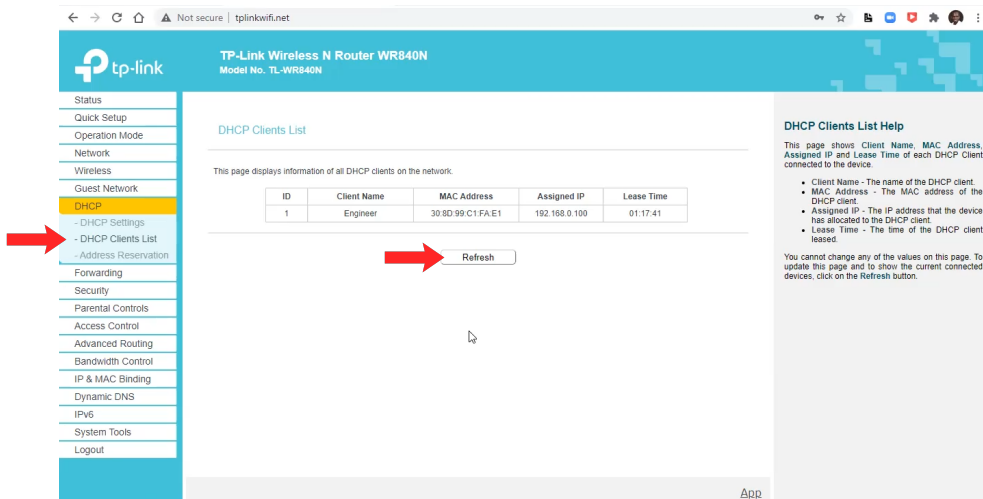 Not secure | tplinkwifi.net
tp-link
TP-Link Wireless N Router WR840N
Model No. TL-WR840N
Status
Quick Setup
Operation Mode
Network
Wireless
Guest Network
DHCP
- DHCP Settings
- DHCP Clients List
- Address Reservation
Forwarding
Security
Parental Controls
Access Control
Advanced Routing
Bandwidth Control
IP & MAC Binding
Dynamic DNS
IPv6
System Tools
Logout
DHCP Clients List
This page displays information of all DHCP clients on the network.
ID Client Name MAC Address Assigned IP Lease Time
1 Engineer 30:8D:99:C1:FA:E1 192.168.0.100 01:17:41
Refresh
App
DHCP Clients List Help
This page shows Client Name, MAC Address,
Assigned IP and Lease Time of each DHCP Client
connected to the device.
• Client Name - The name of the DHCP client.
• MAC Address - The MAC address of the
DHCP client.
• Assigned IP - The IP address that the device
has allocated to the DHCP client.
• Lease Time - The time of the DHCP client
leased.
You cannot change any of the values on this page. To
update this page and to show the current connected
devices, click on the Refresh button.